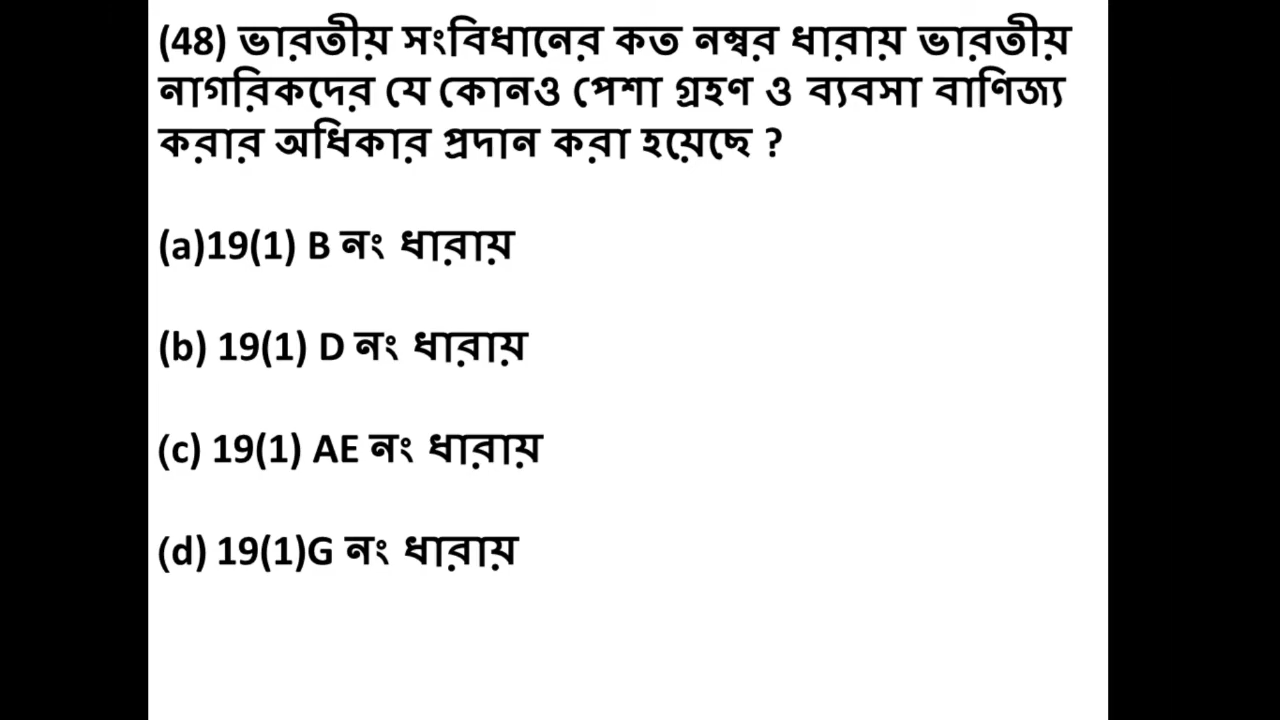 (48) ভারতীয় সংবিধানের কত নম্বর ধারায় ভারতীয়
নাগরিকদের যে কোনও পেশা গ্রহণ ও ব্যবসা বাণিজ্য
করার অধিকার প্রদান করা হয়েছে ?
(a)19(1) B নং ধারায়
(b) 19(1) D নং ধারায়
(c) 19(1) AE নং ধারায়
(d) 19(1)G নং ধারায়